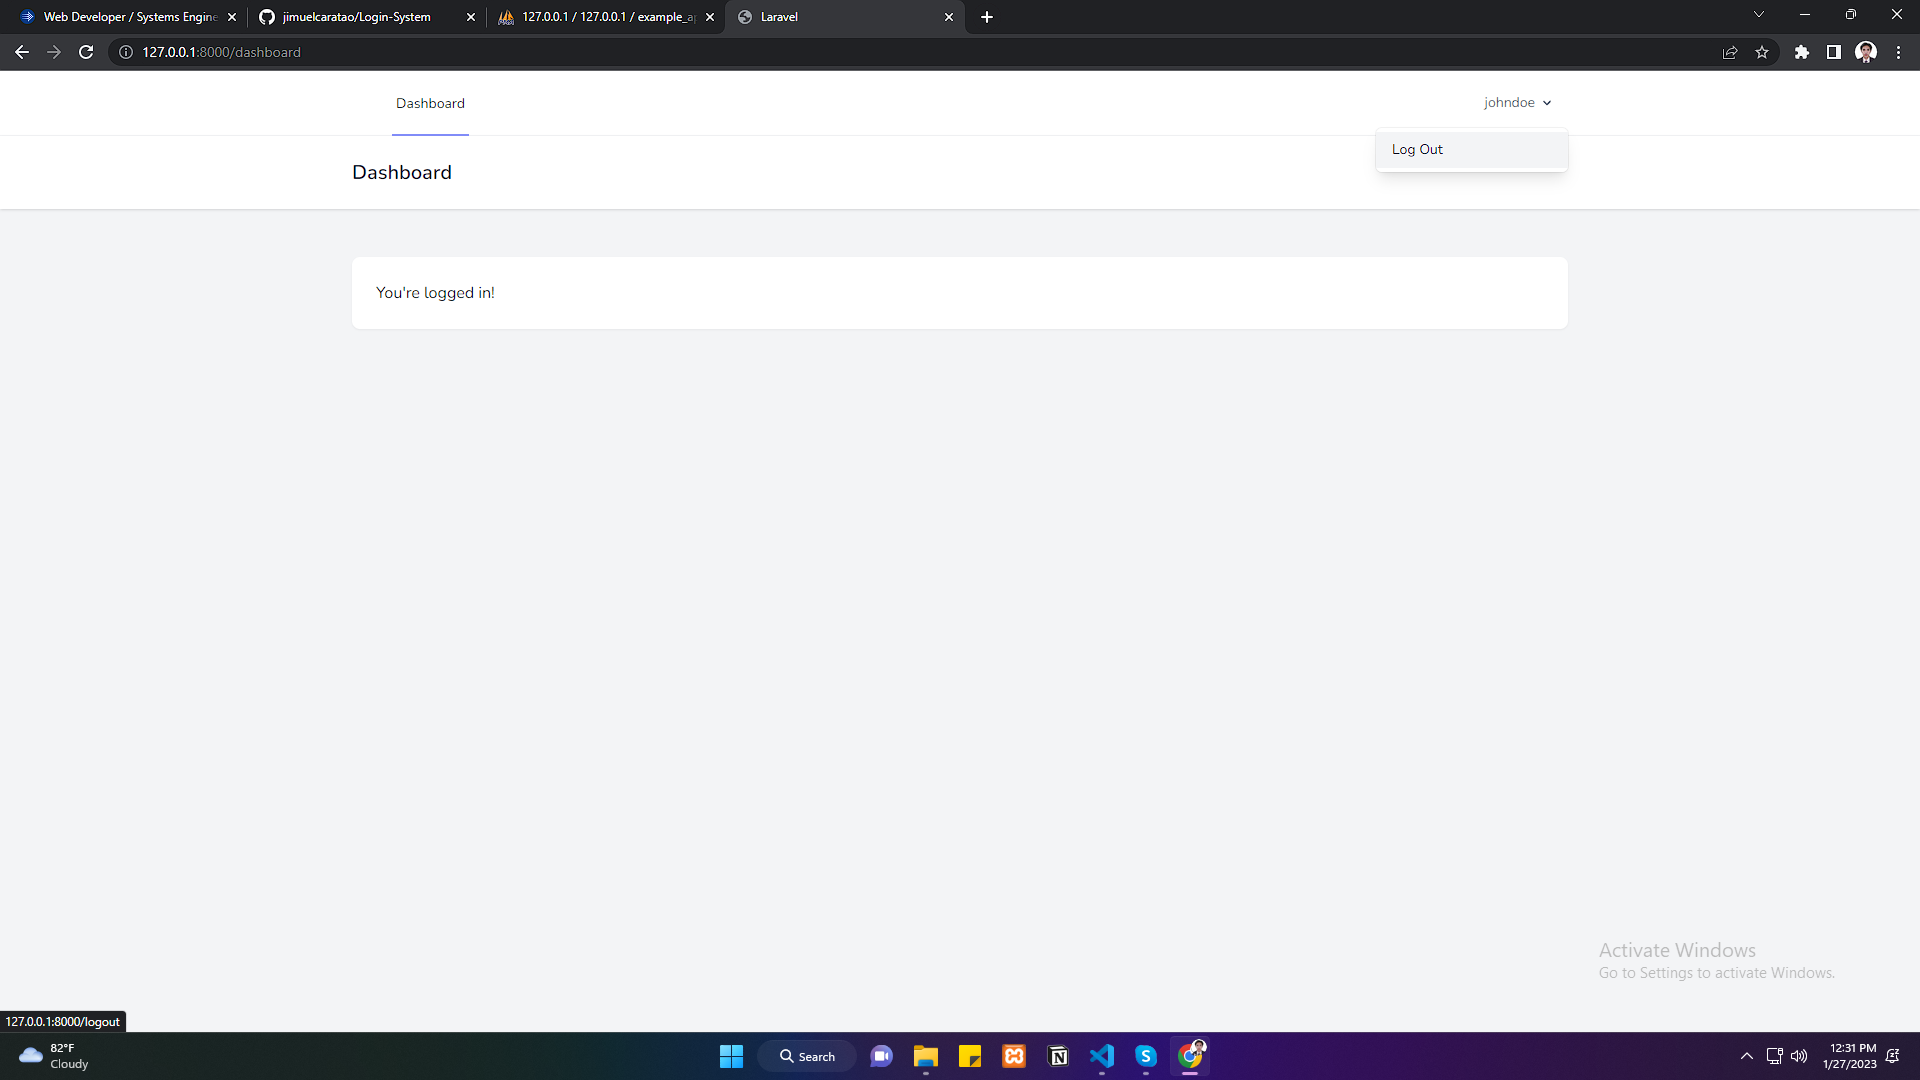 Web Developer / Systems Engine
jimuelcaratao/Login-System
127.0.0.1 / 127.0.0.1 / example_ap
Laravel
127.0.0.1:8000/dashboard
Dashboard
johndoe
Log Out
Dashboard
You're logged in!
Activate Windows
Go to Settings to activate Windows.
127.0.0.1:8000/logout
82°F
Cloudy
Search
12:31 PM
1/27/2023